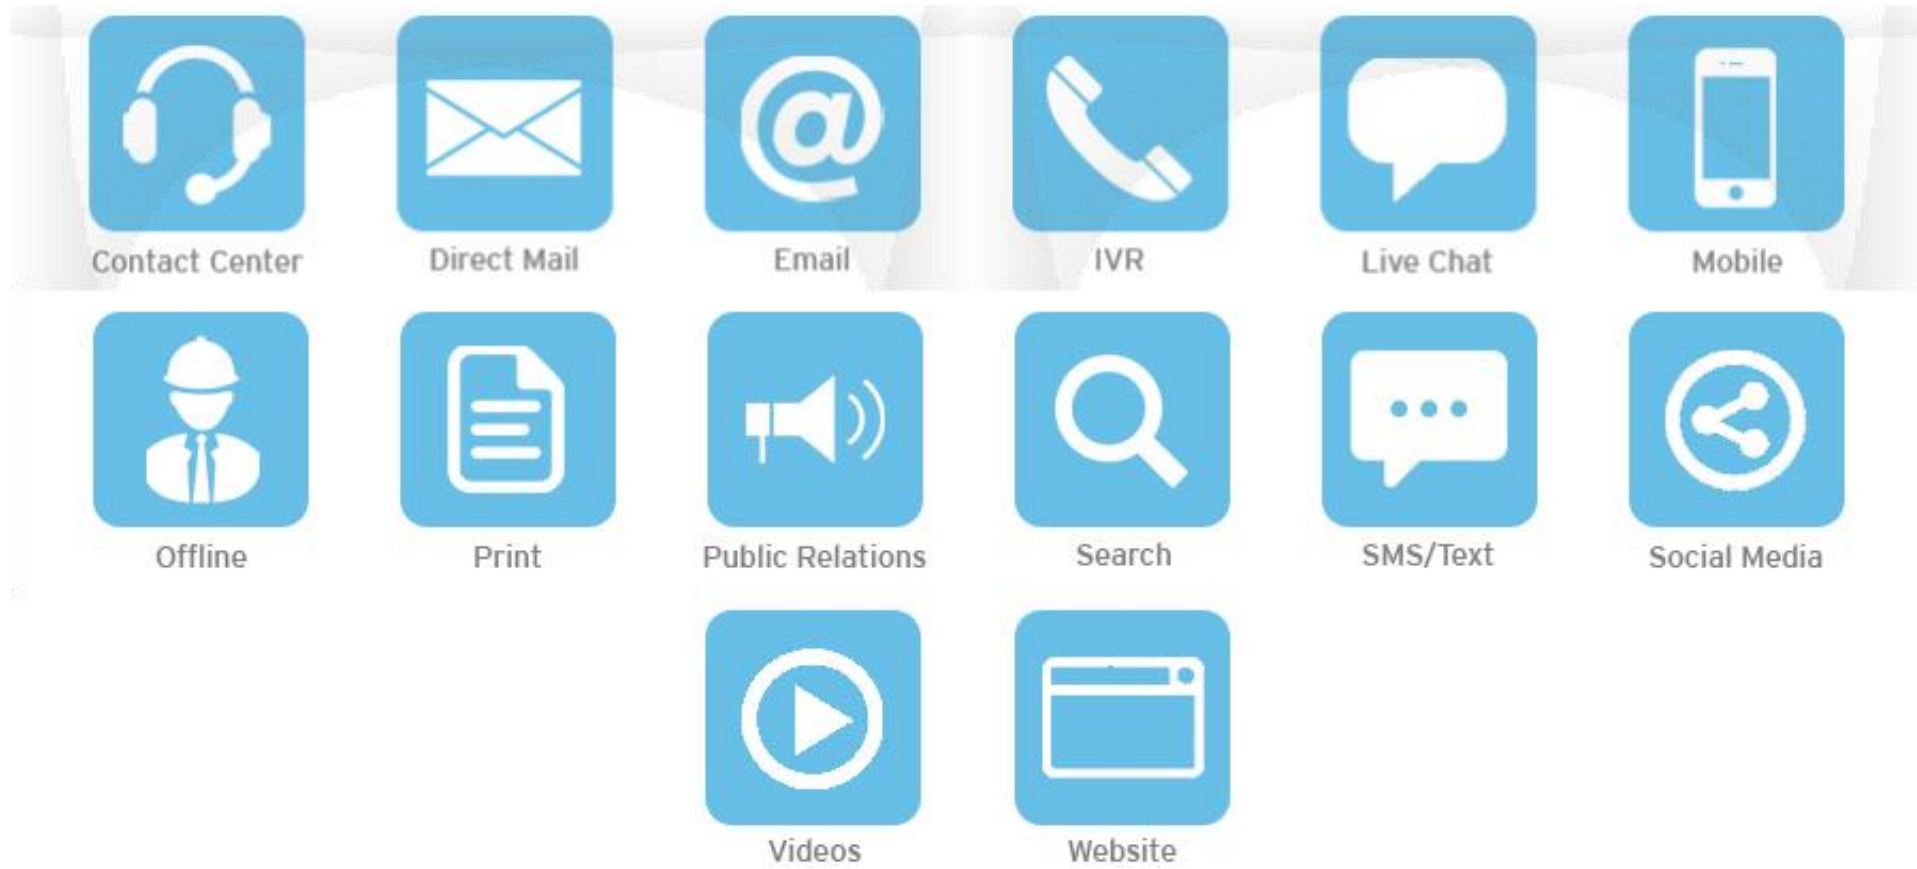 Contact Center
Direct Mail
Email
IVR
Live Chat
Mobile
Offline
Print
Public Relations
Search
SMS/Text
Social Media
Videos
Website